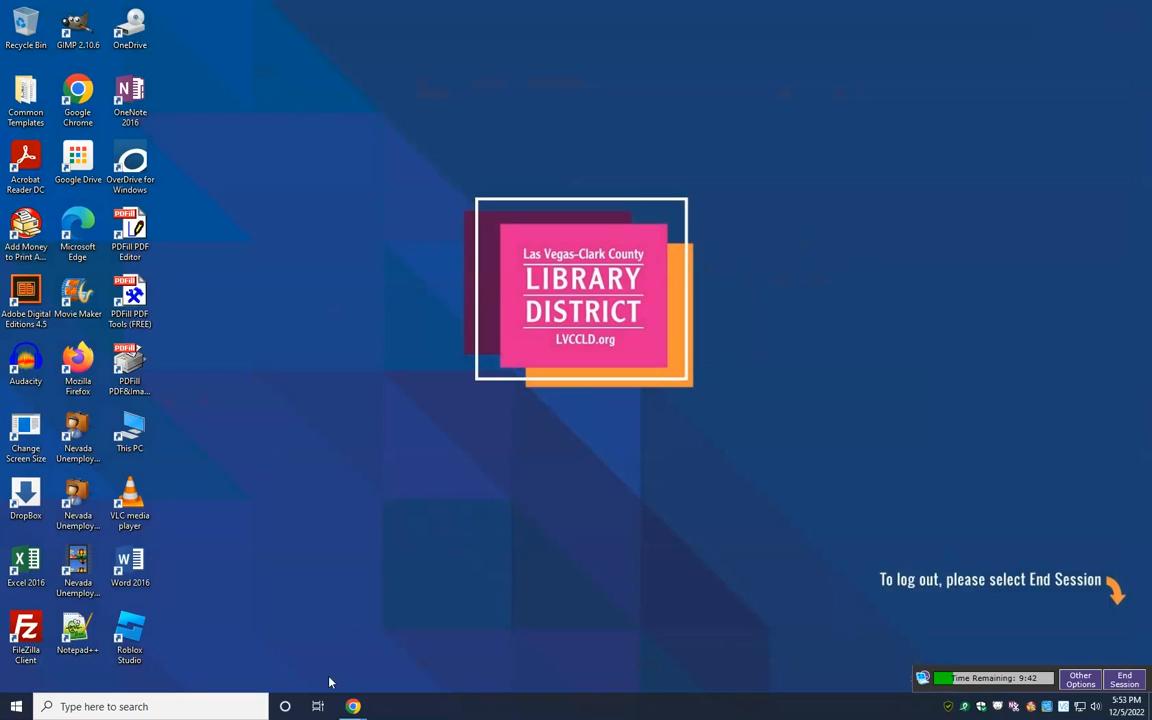 Recycle Bin
GIMP 2.10.6
OneDrive
Common
Templates
Google
Chrome
OneNote
2016
Acrobat
Reader DC
Google Drive
OverDrive for
Windows
Add Money
to Print A...
Microsoft
Edge
PDFill
PDFill PDF
Editor
Adobe Digital
Editions 4.5
Movie Maker
PDFill
PDFill PDF
Tools (FREE)
Audacity
Mozilla
Firefox
PDFill
PDFill
PDF&Ima...
Change
Screen Size
Nevada
Unemploy...
This PC
DropBox
Nevada
Unemploy...
VLC media
player
Excel 2016
Nevada
Unemploy...
Word 2016
FileZilla
Client
Notepad++
Roblox
Studio
Las Vegas-Clark County
LIBRARY
DISTRICT
LVCCLD.org
To log out, please select End Session
Time Remaining: 9:42
Other
Options
End
Session
Type here to search
5:53 PM
12/5/2022